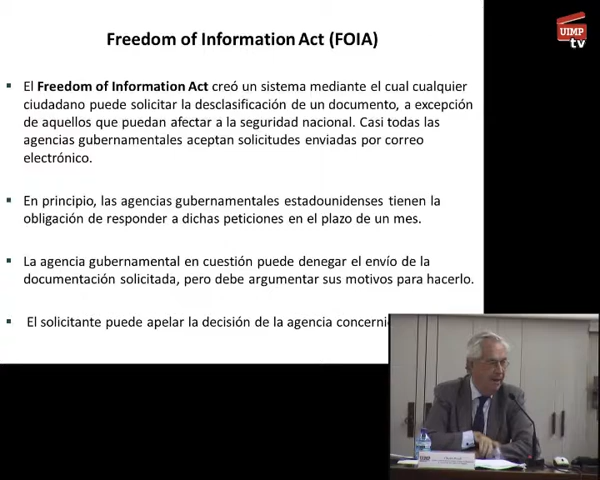 Freedom of Information Act (FOIA)
UIMP
tv
▪ El Freedom of Information Act creó un sistema mediante el cual cualquier
ciudadano puede solicitar la desclasificación de un documento, a excepción
de aquellos que puedan afectar a la seguridad nacional. Casi todas las
agencias gubernamentales aceptan solicitudes enviadas por correo
electrónico.
▪ En principio, las agencias gubernamentales estadounidenses tienen la
obligación de responder a dichas peticiones en el plazo de un mes.
▪ La agencia gubernamental en cuestión puede denegar el envío de la
documentación solicitada, pero debe argumentar sus motivos para hacerlo.
▪ El solicitante puede apelar la decisión de la agencia